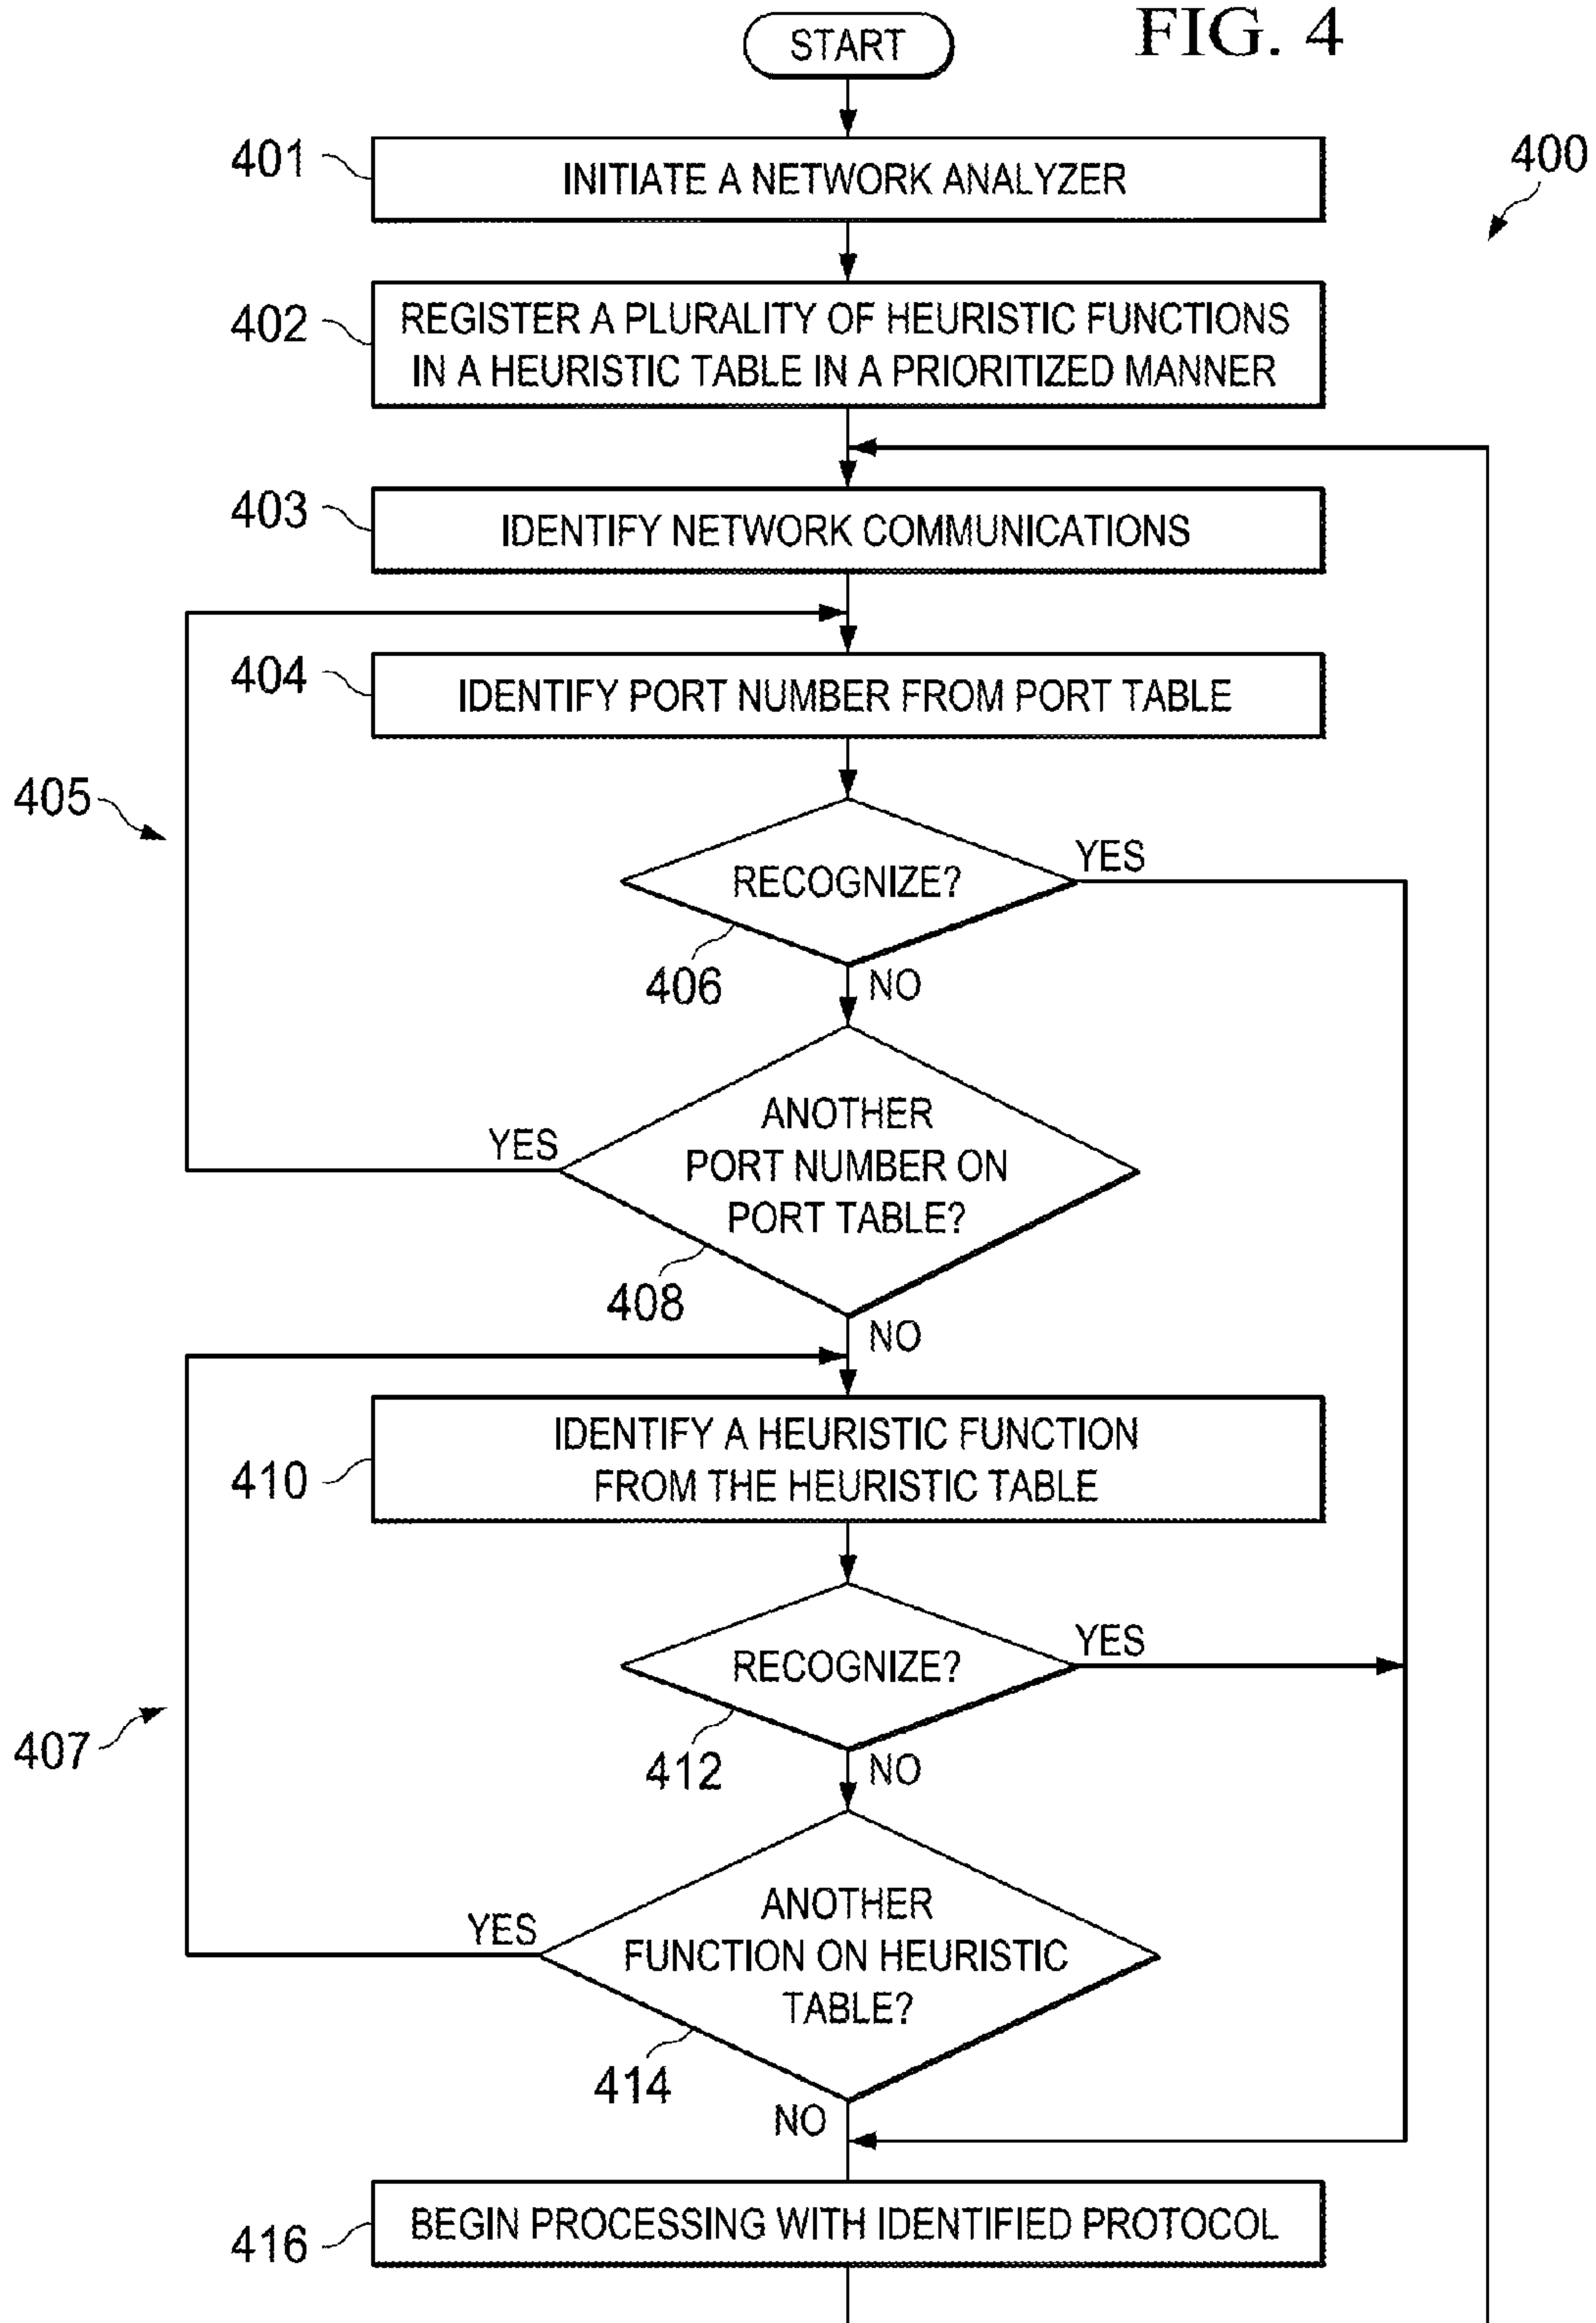 FIG. 4
START
400
401
INITIATE A NETWORK ANALYZER
402
REGISTER A PLURALITY OF HEURISTIC FUNCTIONS
IN A HEURISTIC TABLE IN A PRIORITIZED MANNER
403
IDENTIFY NETWORK COMMUNICATIONS
404
IDENTIFY PORT NUMBER FROM PORT TABLE
405
RECOGNIZE?
YES
406
NO
ANOTHER
PORT NUMBER ON
PORT TABLE?
YES
408
NO
410
IDENTIFY A HEURISTIC FUNCTION
FROM THE HEURISTIC TABLE
407
RECOGNIZE?
YES
412
NO
ANOTHER
FUNCTION ON HEURISTIC
TABLE?
YES
414
NO
416
BEGIN PROCESSING WITH IDENTIFIED PROTOCOL